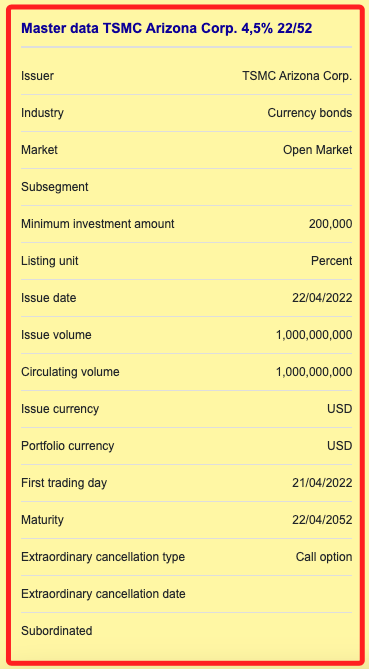 Master data TSMC Arizona Corp. 4,5% 22/52
Issuer TSMC Arizona Corp.
Industry Currency bonds
Market Open Market
Subsegment
Minimum investment amount 200,000
Listing unit Percent
Issue date 22/04/2022
Issue volume 1,000,000,000
Circulating volume 1,000,000,000
Issue currency USD
Portfolio currency USD
First trading day 21/04/2022
Maturity 22/04/2052
Extraordinary cancellation type Call option
Extraordinary cancellation date
Subordinated